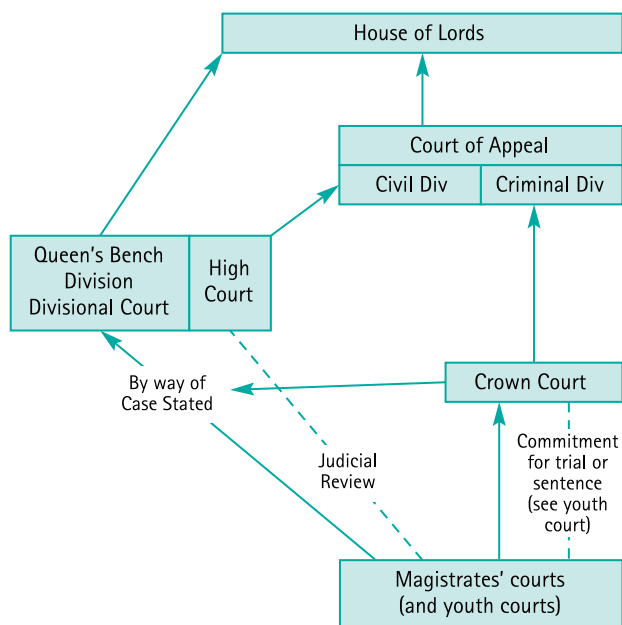 House of Lords
Court of Appeal
Civil Div
Criminal Div
Queen's Bench
Division
Divisional Court
High
Court
By way of
Case Stated
Crown Court
Judicial
Review
Commitment
for trial or
sentence
(see youth
court)
Magistrates' courts
(and youth courts)